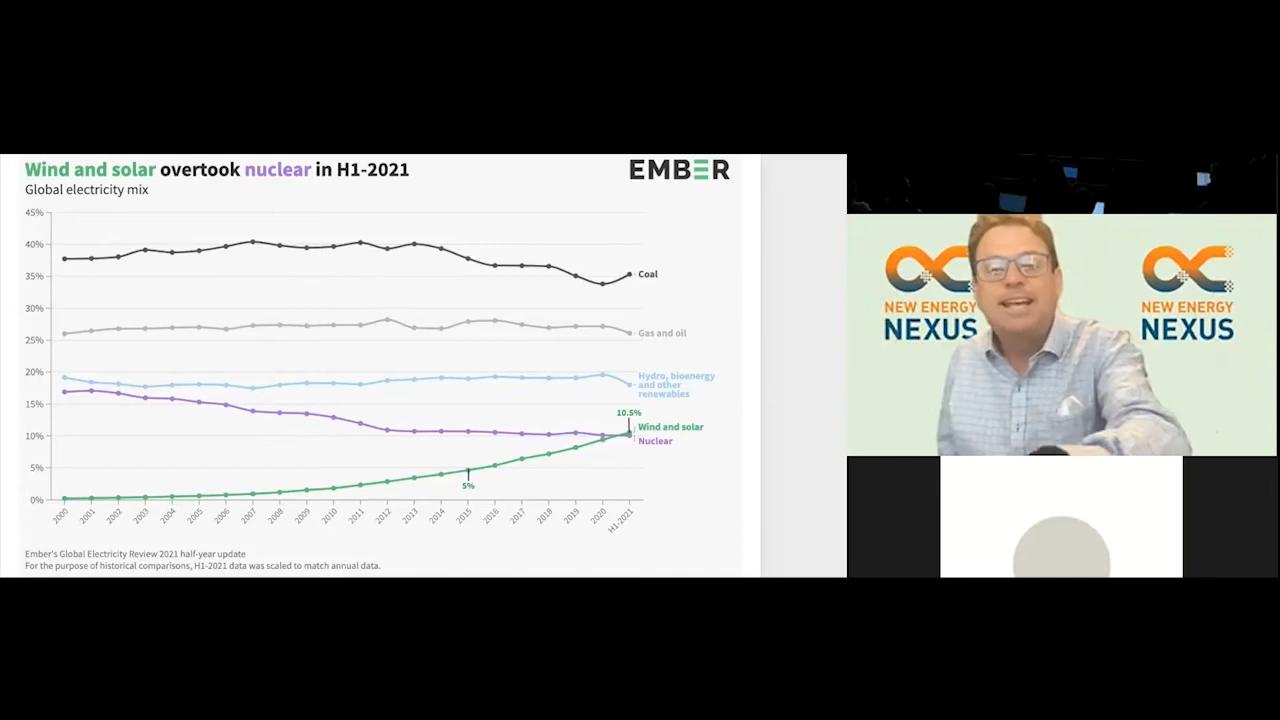 Wind and solar overtook nuclear in H1-2021
EMBER
Global electricity mix
45%
40%
35%
30%
25%
20%
15%
10%
5%
0%
Coal
Gas and oil
Hydro, bioenergy
and other
renewables
10.5%
Wind and solar
Nuclear
5%
2000
2001
2002
2003
2004
2005
2006
2007
2008
2009
2010
2011
2012
2013
2014
2015
2016
2017
2018
2019
2020
H1-2021
Ember's Global Electricity Review 2021 half-year update
For the purpose of historical comparisons, H1-2021 data was scaled to match annual data.
NEW ENERGY
NEXUS
NEW ENERGY
NEXUS